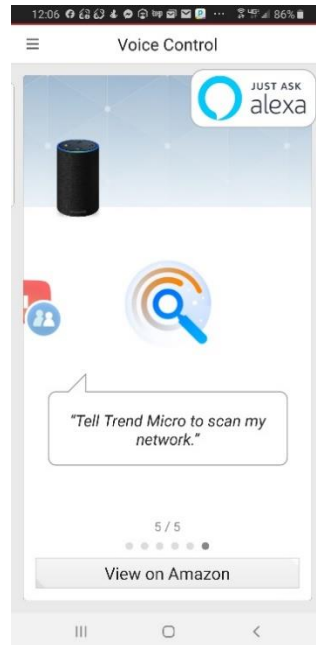 12:06
86%
Voice Control
JUST ASK
alexa
"Tell Trend Micro to scan my
network."
5/5
View on Amazon